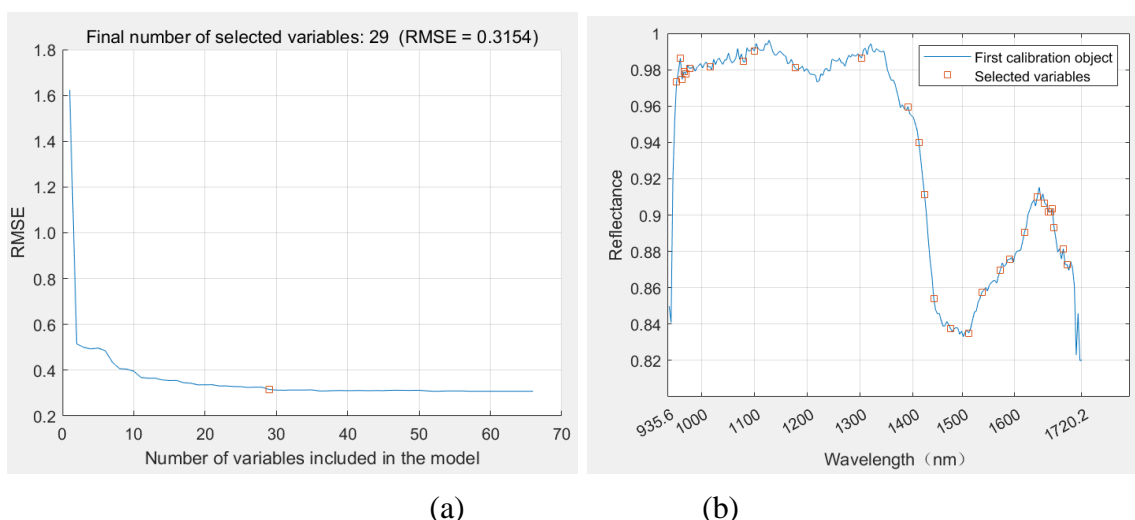 Final number of selected variables: 29 (RMSE = 0.3154)
1.8
1.6
1.4
1.2
1.0
0.8
0.6
0.4
0.2
RMSE
0 10 20 30 40 50 60 70
Number of variables included in the model
(a)
First calibration object
Selected variables
1
0.98
0.96
0.94
0.92
0.9
0.88
0.86
0.84
0.82
Reflectance
935.6 1000 1100 1200 1300 1400 1500 1600 1720.2
Wavelength（nm）
(b)